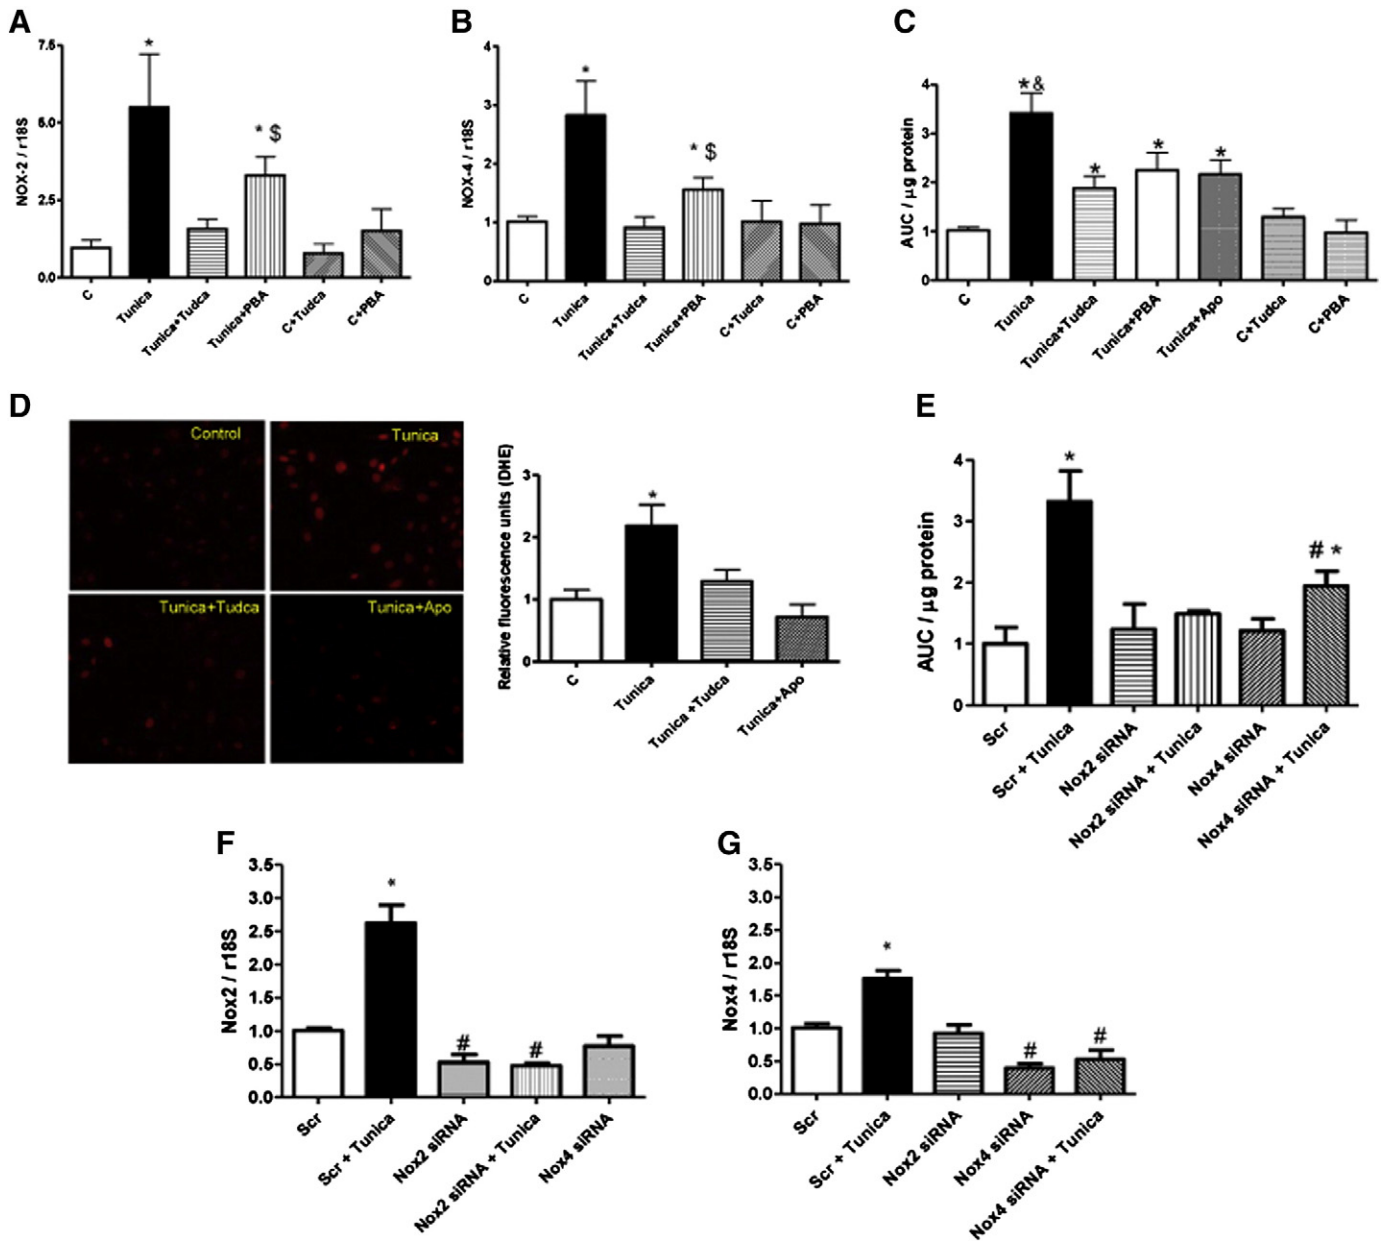 A
NOX-2 / r18S
7.5
5.0
2.5
0.0
*
* $
C
Tunica
Tunica+Tudca
Tunica+PBA
C+Tudca
C+PBA
B
NOX-4 / r18S
4
3
2
1
0
*
* $
C
Tunica
Tunica+Tudca
Tunica+PBA
C+Tudca
C+PBA
C
AUC / µg protein
4
3
2
1
0
*&
*
*
*
C
Tunica
Tunica+Tudca
Tunica+PBA
Tunica+Apo
C+Tudca
C+PBA
D
Control
Tunica
Tunica+Tudca
Tunica+Apo
Relative fluorescence units (DHE)
3
2
1
0
*
C
Tunica
Tunica +Tudca
Tunica+Apo
E
AUC / µg protein
4
3
2
1
0
*
# *
Scr
Scr + Tunica
Nox2 siRNA
Nox2 siRNA + Tunica
Nox4 siRNA
Nox4 siRNA + Tunica
F
Nox2 / r18S
3.5
3.0
2.5
2.0
1.5
1.0
0.5
0.0
*
#
#
Scr
Scr + Tunica
Nox2 siRNA
Nox2 siRNA + Tunica
Nox4 siRNA
G
Nox4 / r18S
3.5
3.0
2.5
2.0
1.5
1.0
0.5
0.0
*
#
#
Scr
Scr + Tunica
Nox2 siRNA
Nox4 siRNA
Nox4 siRNA + Tunica